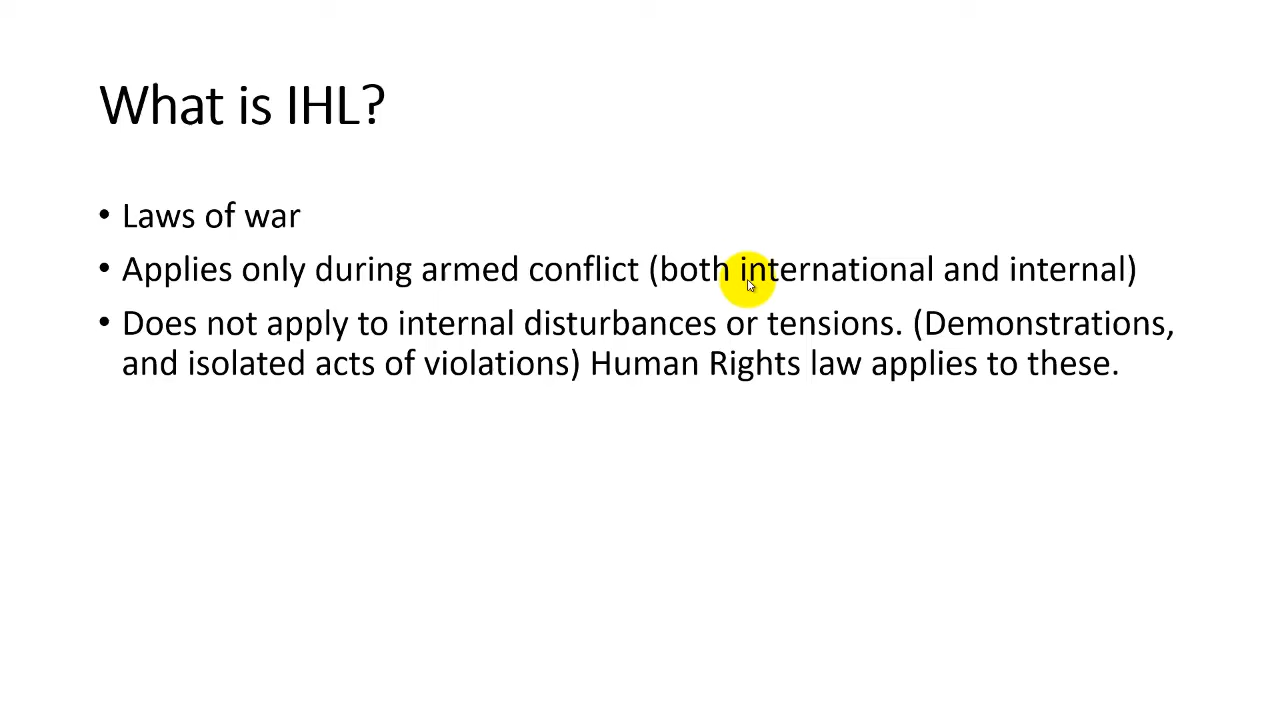 What is IHL?
• Laws of war
• Applies only during armed conflict (both international and internal)
• Does not apply to internal disturbances or tensions. (Demonstrations,
and isolated acts of violations) Human Rights law applies to these.